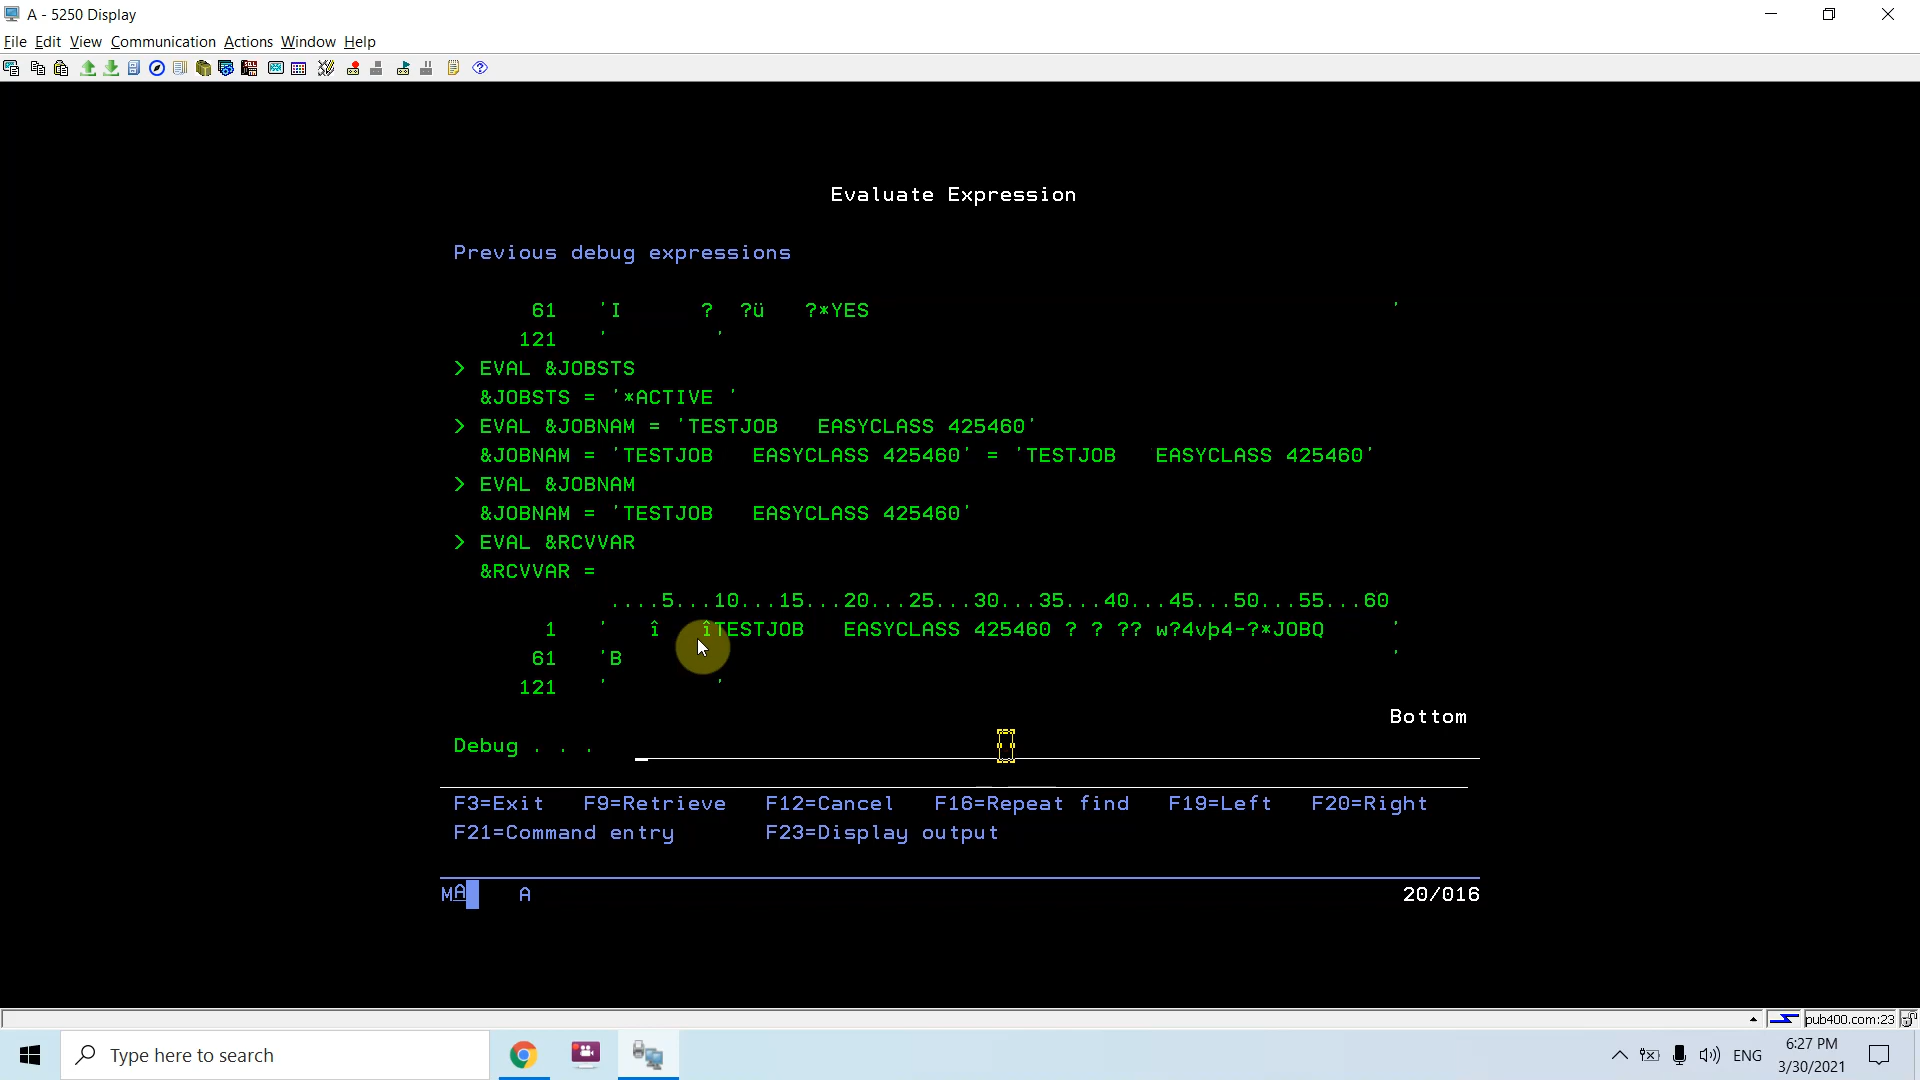 A - 5250 Display
File Edit View Communication Actions Window Help
Evaluate Expression
Previous debug expressions
61 'I ? ?ü ?*YES '
121 ' '
> EVAL &JOBSTS
&JOBSTS = '*ACTIVE '
> EVAL &JOBNAM = 'TESTJOB EASYCLASS 425460'
&JOBNAM = 'TESTJOB EASYCLASS 425460' = 'TESTJOB EASYCLASS 425460'
> EVAL &JOBNAM
&JOBNAM = 'TESTJOB EASYCLASS 425460'
> EVAL &RCVVAR
&RCVVAR =
....5...10...15...20...25...30...35...40...45...50...55...60
1 ' î îTESTJOB EASYCLASS 425460 ? ? ?? w?4vþ4-?*JOBQ '
61 'B '
121 ' '
Bottom
Debug . . .
F3=Exit F9=Retrieve F12=Cancel F16=Repeat find F19=Left F20=Right
F21=Command entry F23=Display output
MA A 20/016
pub400.com:23
Type here to search
ENG
6:27 PM
3/30/2021